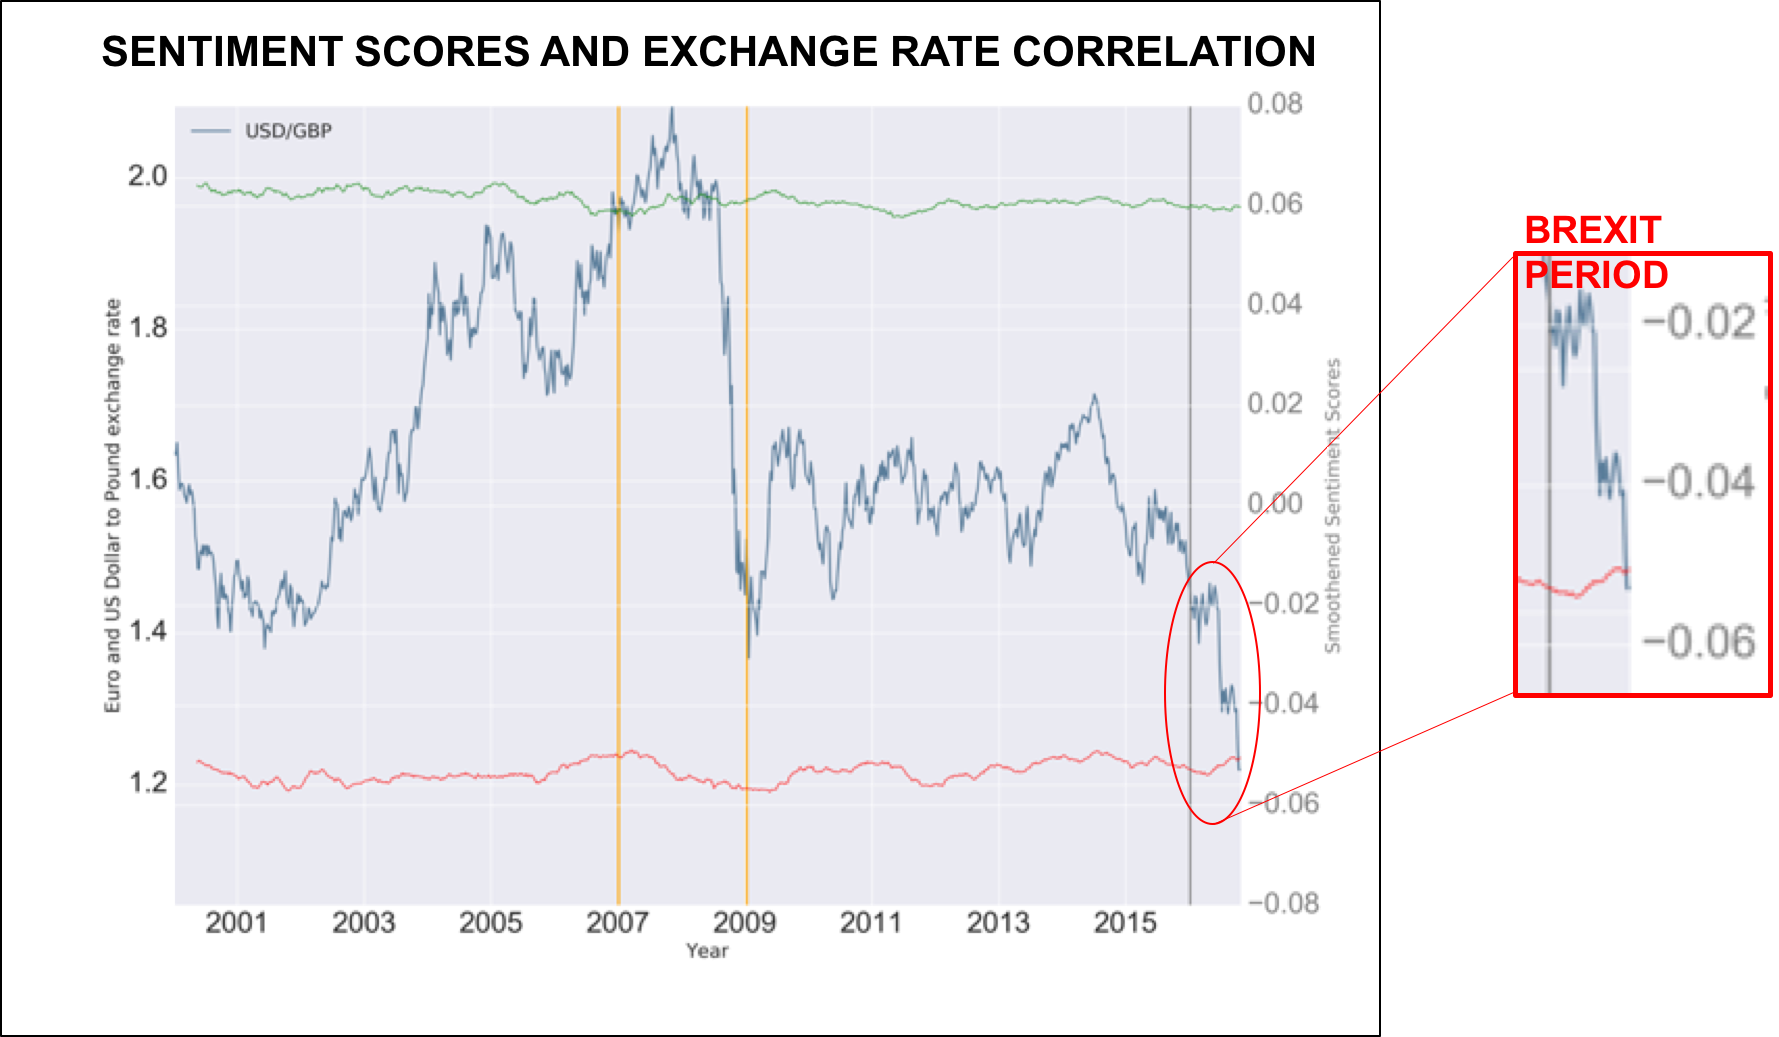 SENTIMENT SCORES AND EXCHANGE RATE CORRELATION
USD/GBP
Euro and US Dollar to Pound exchange rate
2.0
1.8
1.6
1.4
1.2
0.08
0.06
0.04
0.02
0.00
−0.02
−0.04
−0.06
−0.08
Smoothened Sentiment Scores
2001 2003 2005 2007 2009 2011 2013 2015
Year
BREXIT
PERIOD
−0.02
−0.04
−0.06